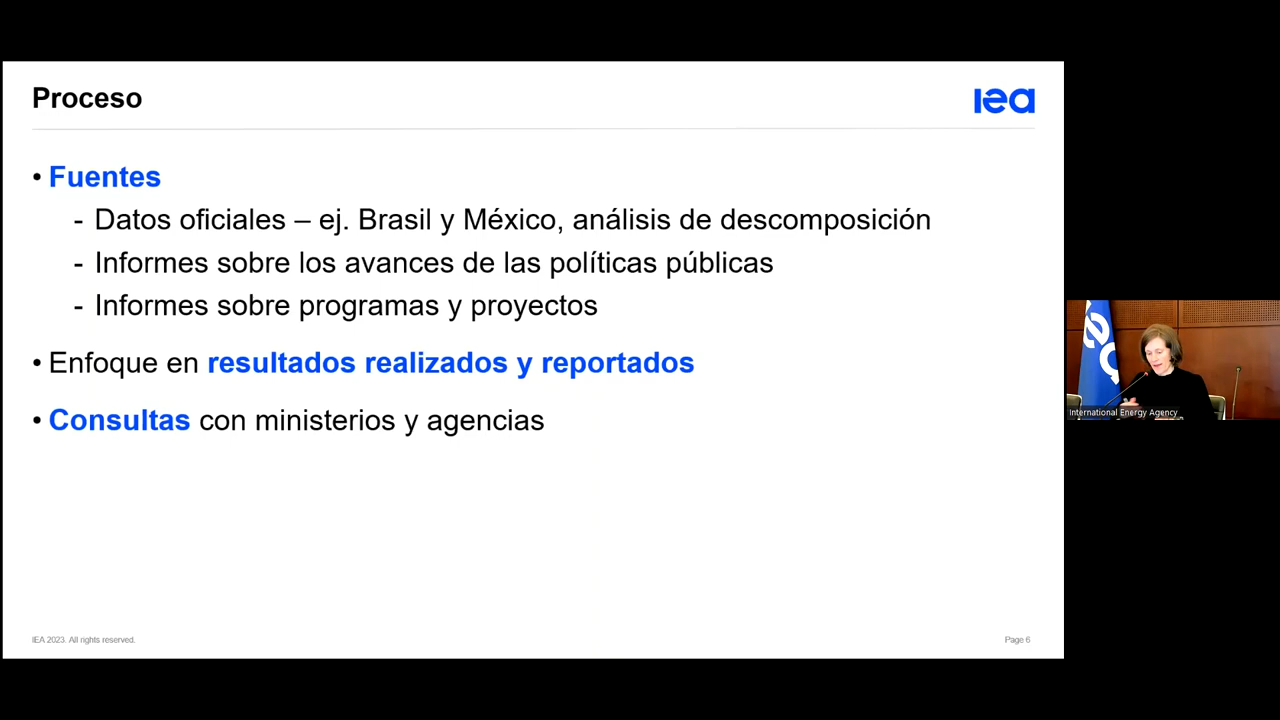 Proceso
iea
• Fuentes
- Datos oficiales – ej. Brasil y México, análisis de descomposición
- Informes sobre los avances de las políticas públicas
- Informes sobre programas y proyectos
• Enfoque en resultados realizados y reportados
• Consultas con ministerios y agencias
IEA 2023. All rights reserved.
Page 6
iea
International Energy Agency